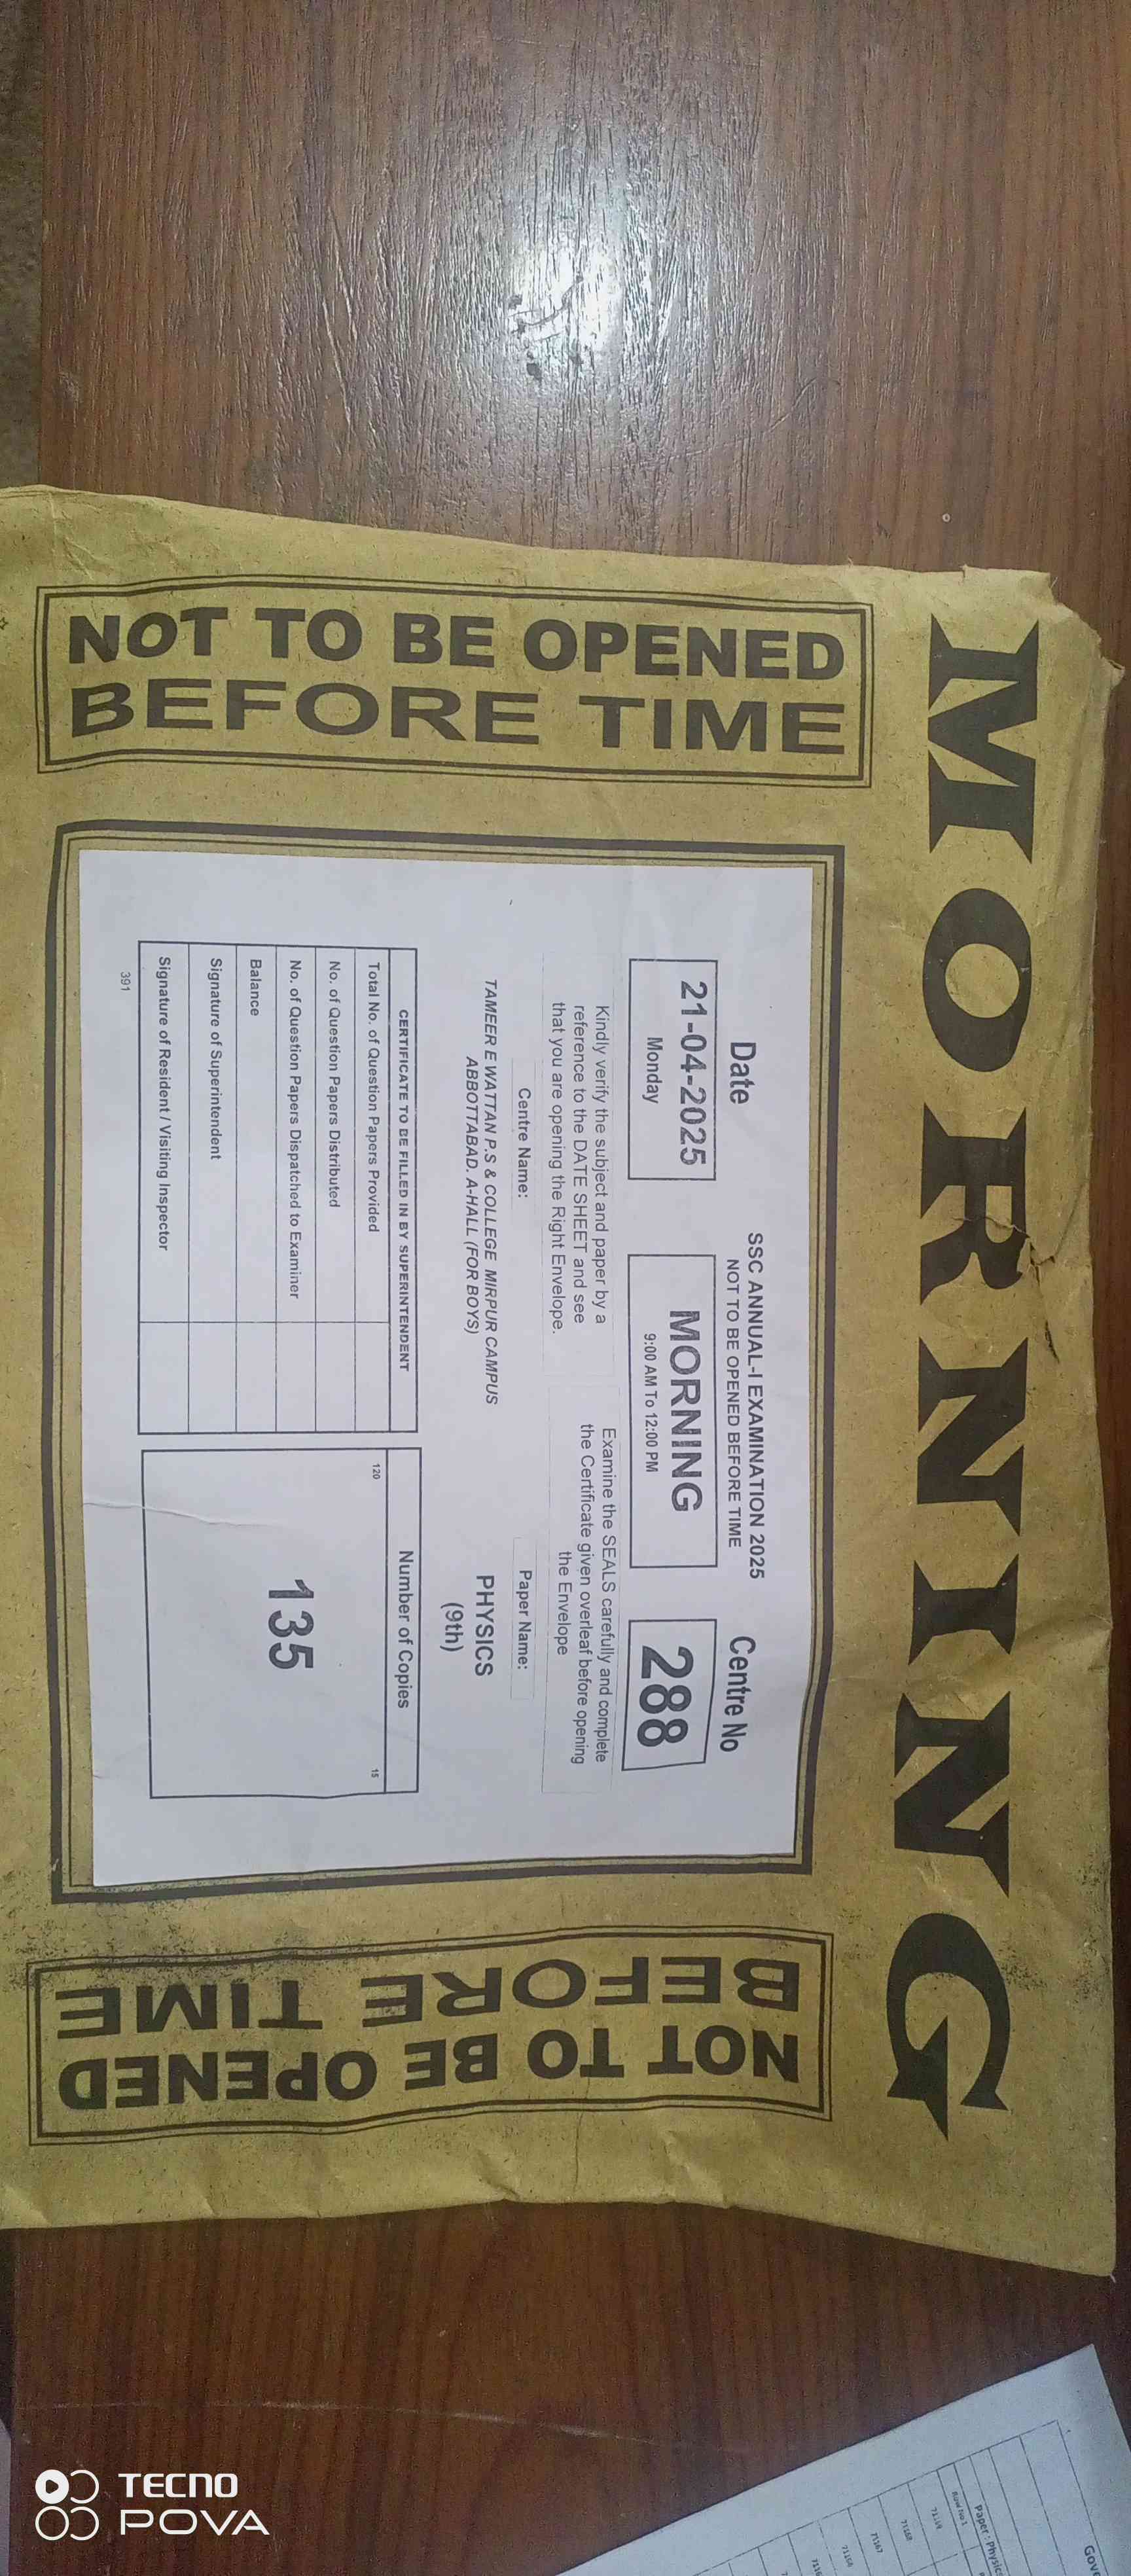 MORNING
NOT TO BE OPENED
BEFORE TIME
SSC ANNUAL-I EXAMINATION 2025
NOT TO BE OPENED BEFORE TIME
Date
21-04-2025
Monday
MORNING
9:00 AM To 12:00 PM
Centre No
288
Kindly verify the subject and paper by a
reference to the DATE SHEET and see
that you are opening the Right Envelope.
Examine the SEALS carefully and complete
the Certificate given overleaf before opening
the Envelope
Centre Name:
TAMEER E WATTAN P.S & COLLEGE MIRPUR CAMPUS
ABBOTTABAD. A-HALL (FOR BOYS)
Paper Name:
PHYSICS
(9th)
CERTIFICATE TO BE FILLED IN BY SUPERINTENDENT
Total No. of Question Papers Provided
No. of Question Papers Distributed
No. of Question Papers Dispatched to Examiner
Balance
Signature of Superintendent
Signature of Resident / Visiting Inspector
391
Number of Copies
120
15
135
NOT TO BE OPENED
BEFORE TIME
Paper : Physic
TECNO
POVA